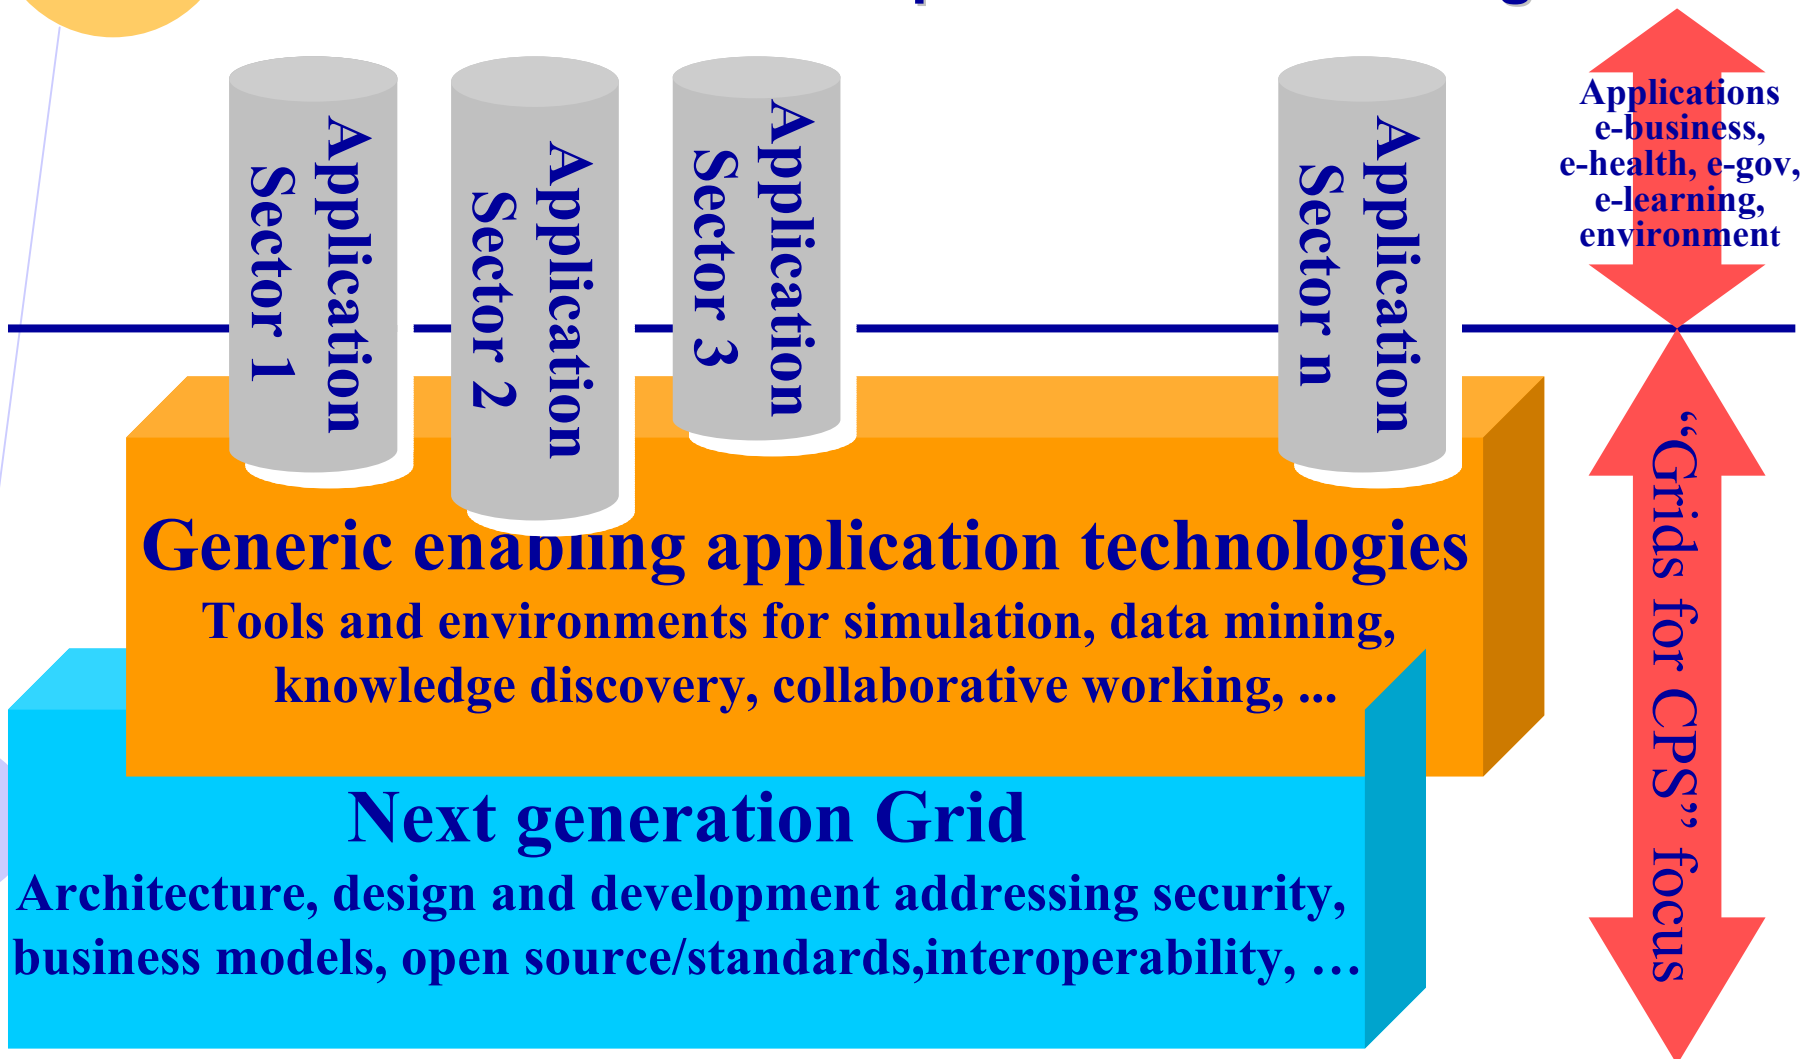 Application
Sector 1
Application
Sector 2
Application
Sector 3
Application
Sector n
Applications
e-business,
e-health, e-gov,
e-learning,
environment
Generic enabling application technologies
Tools and environments for simulation, data mining,
knowledge discovery, collaborative working, ...
Next generation Grid
Architecture, design and development addressing security,
business models, open source/standards,interoperability, …
“Grids for CPS” focus